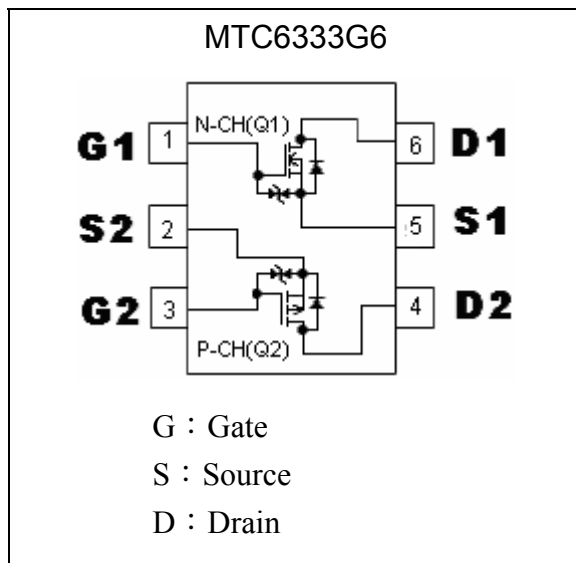 MTC6333G6
N-CH(Q1)
G1 1 6 D1
S2 2 5 S1
G2 3 4 D2
P-CH(Q2)
G：Gate
S：Source
D：Drain